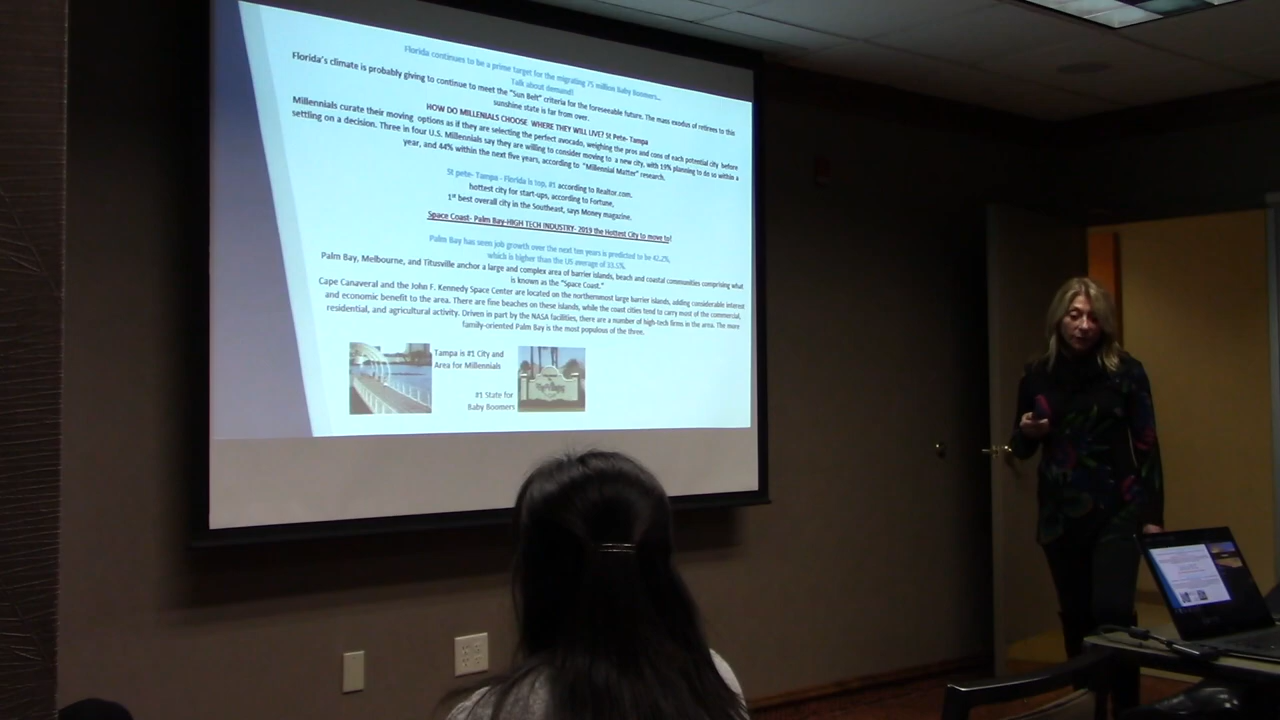 Florida continues to be a prime target for the migrating 75 million Baby Boomers...
Talk about demand!
Florida's climate is probably giving to continue to meet the "Sun Belt" criteria for the foreseeable future. The mass exodus of retirees to this
sunshine state is far from over.
HOW DO MILLENIALS CHOOSE WHERE THEY WILL LIVE? St Pete- Tampa
Millennials curate their moving options as if they are selecting the perfect avocado, weighing the pros and cons of each potential city before
settling on a decision. Three in four U.S. Millennials say they are willing to consider moving to a new city, with 19% planning to do so within a
year, and 44% within the next five years, according to "Millennial Matter" research.
St pete- Tampa - Florida is top, #1 according to Realtor.com.
hottest city for start-ups, according to Fortune,
1st best overall city in the Southeast, says Money magazine.
Space Coast- Palm Bay-HIGH TECH INDUSTRY- 2019 the Hottest City to move to!
Palm Bay has seen job growth over the next ten years is predicted to be 42.2%,
which is higher than the US average of 33.5%.
Palm Bay, Melbourne, and Titusville anchor a large and complex area of barrier islands, beach and coastal communities comprising what
is known as the "Space Coast."
Cape Canaveral and the John F. Kennedy Space Center are located on the northernmost large barrier islands, adding considerable interest
and economic benefit to the area. There are fine beaches on these islands, while the coast cities tend to carry most of the commercial,
residential, and agricultural activity. Driven in part by the NASA facilities, there are a number of high-tech firms in the area. The more
family-oriented Palm Bay is the most populous of the three.
Tampa is #1 City and
Area for Millennials
#1 State for
Baby Boomers